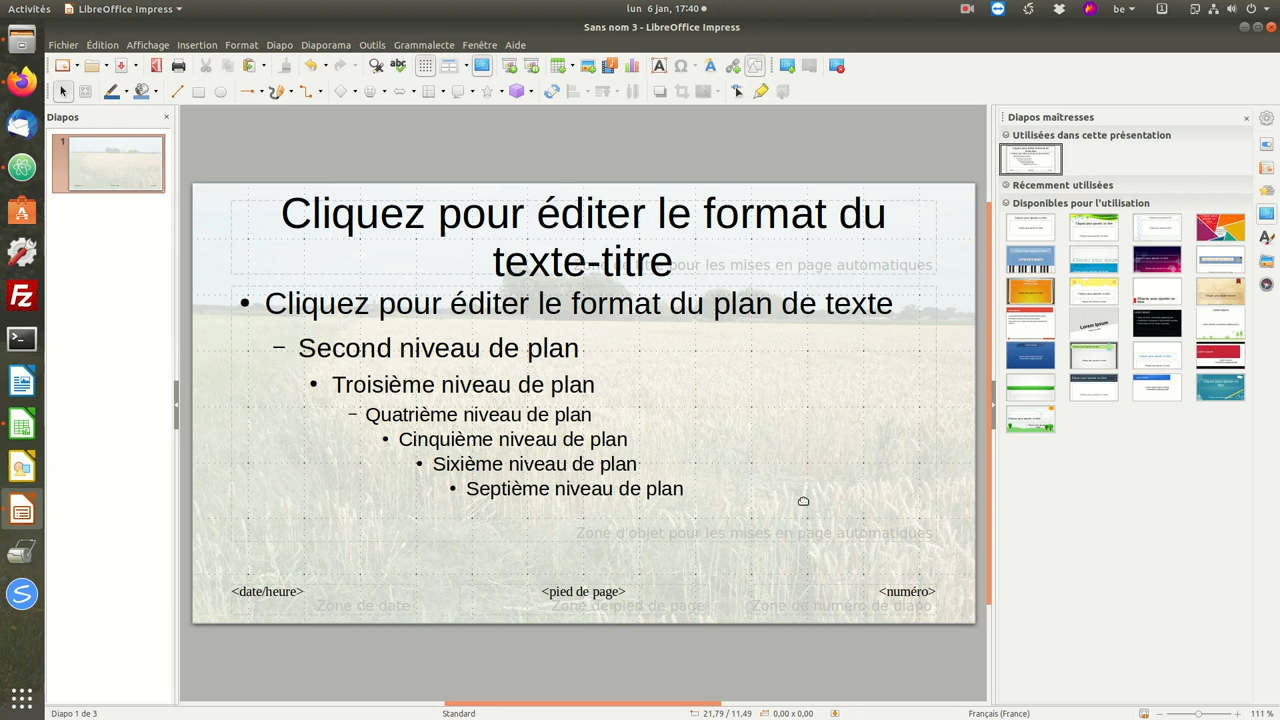 Activités LibreOffice Impress lun 6 jan, 17:40 be
Sans nom 3 - LibreOffice Impress
Fichier Édition Affichage Insertion Format Diapo Diaporama Outils Grammalecte Fenêtre Aide
Diapos
1
Cliquez pour éditer le format du
texte-titre
pour les mises en page automatiques
• Cliquez pour éditer le format du plan de texte
– Second niveau de plan
• Troisième niveau de plan
– Quatrième niveau de plan
• Cinquième niveau de plan
• Sixième niveau de plan
• Septième niveau de plan
Zone d'objet pour les mises en page automatiques
<date/heure> <pied de page> <numéro>
Zone de date Zone de pied de page Zone de numéro de diapo
Diapos maîtresses
Utilisées dans cette présentation
Récemment utilisées
Disponibles pour l'utilisation
Lorem Ipsum
Diapo 1 de 3 Standard 21,79 / 11,49 0,00 x 0,00 Français (France) 111 %